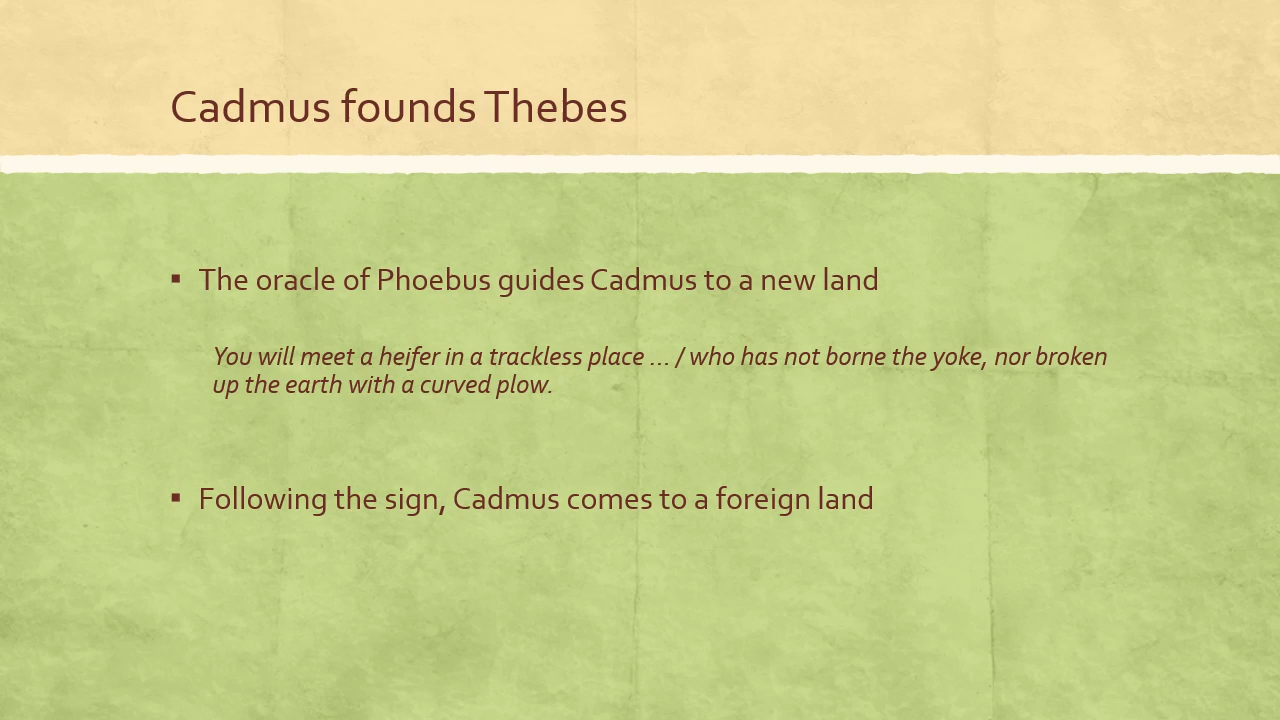 Cadmus founds Thebes
▪ The oracle of Phoebus guides Cadmus to a new land
You will meet a heifer in a trackless place … / who has not borne the yoke, nor broken
up the earth with a curved plow.
▪ Following the sign, Cadmus comes to a foreign land